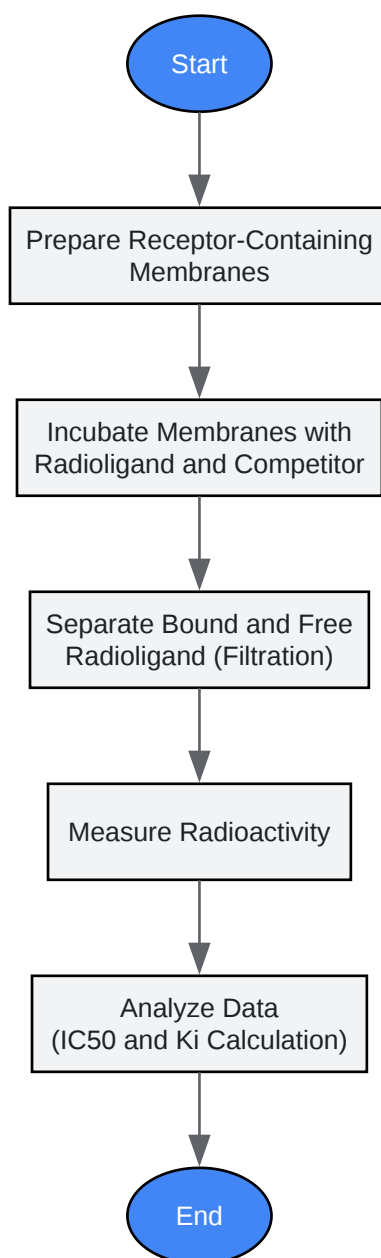 Start
Prepare Receptor-Containing
Membranes
Incubate Membranes with
Radioligand and Competitor
Separate Bound and Free
Radioligand (Filtration)
Measure Radioactivity
Analyze Data
(IC50 and Ki Calculation)
End